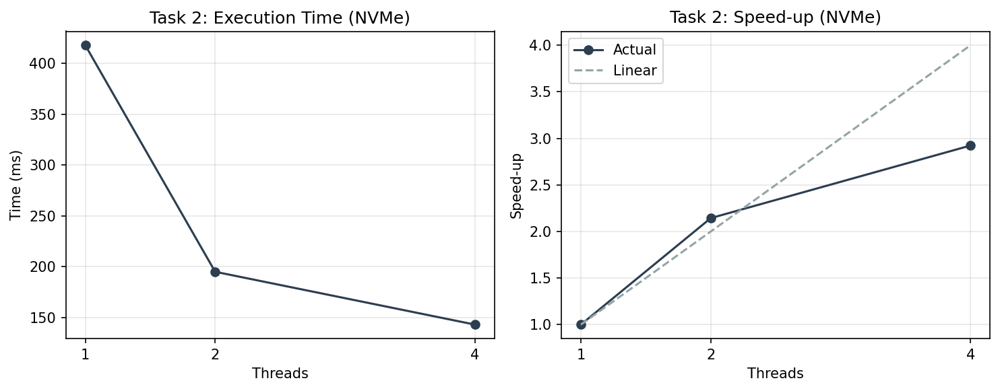 Task 2: Execution Time (NVMe)
400
350
300
250
200
150
Time (ms)
1
2
4
Threads
Task 2: Speed-up (NVMe)
Actual
Linear
4.0
3.5
3.0
2.5
2.0
1.5
1.0
Speed-up
1
2
4
Threads